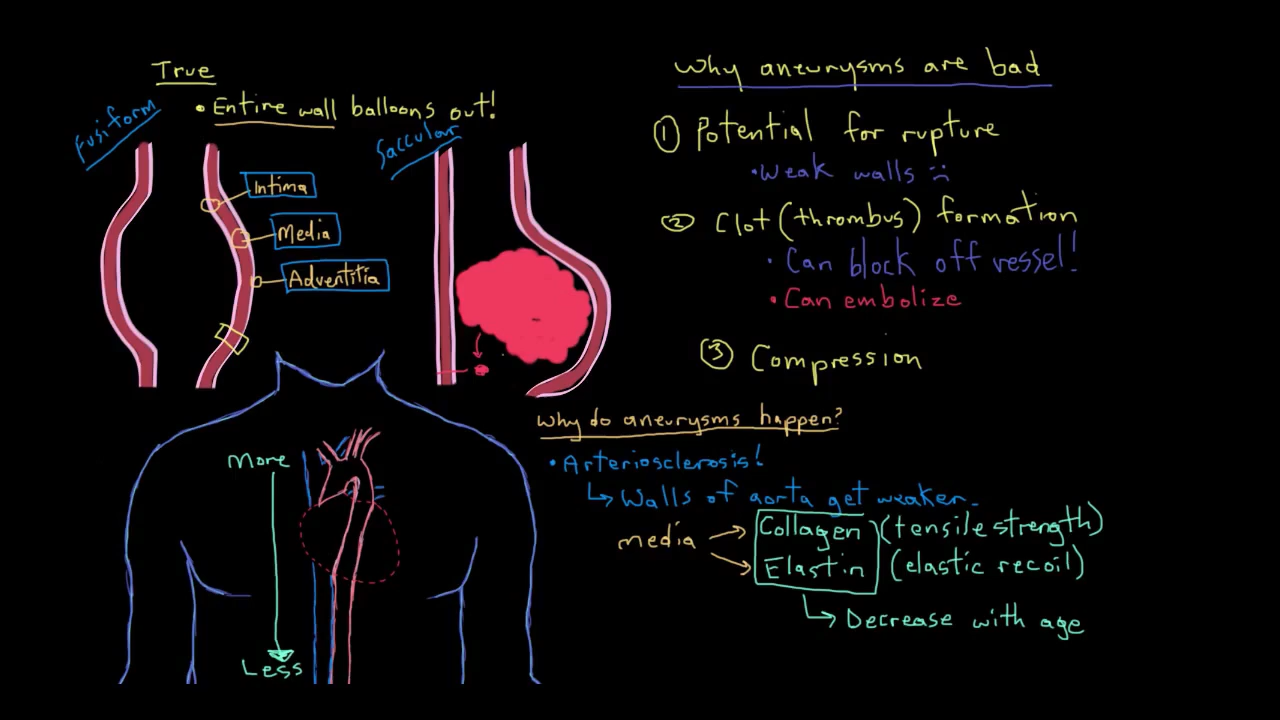 True
• Entire wall balloons out!
Fusiform
Saccular
Intima
Media
Adventitia
More
Less
Why aneurysms are bad
① Potential for rupture
• Weak walls :(
② Clot (thrombus) formation
• Can block off vessel!
• Can embolize
③ Compression
Why do aneurysms happen?
• Arteriosclerosis!
↳ Walls of aorta get weaker.
media → Collagen (tensile strength)
→ Elastin (elastic recoil)
↳ Decrease with age